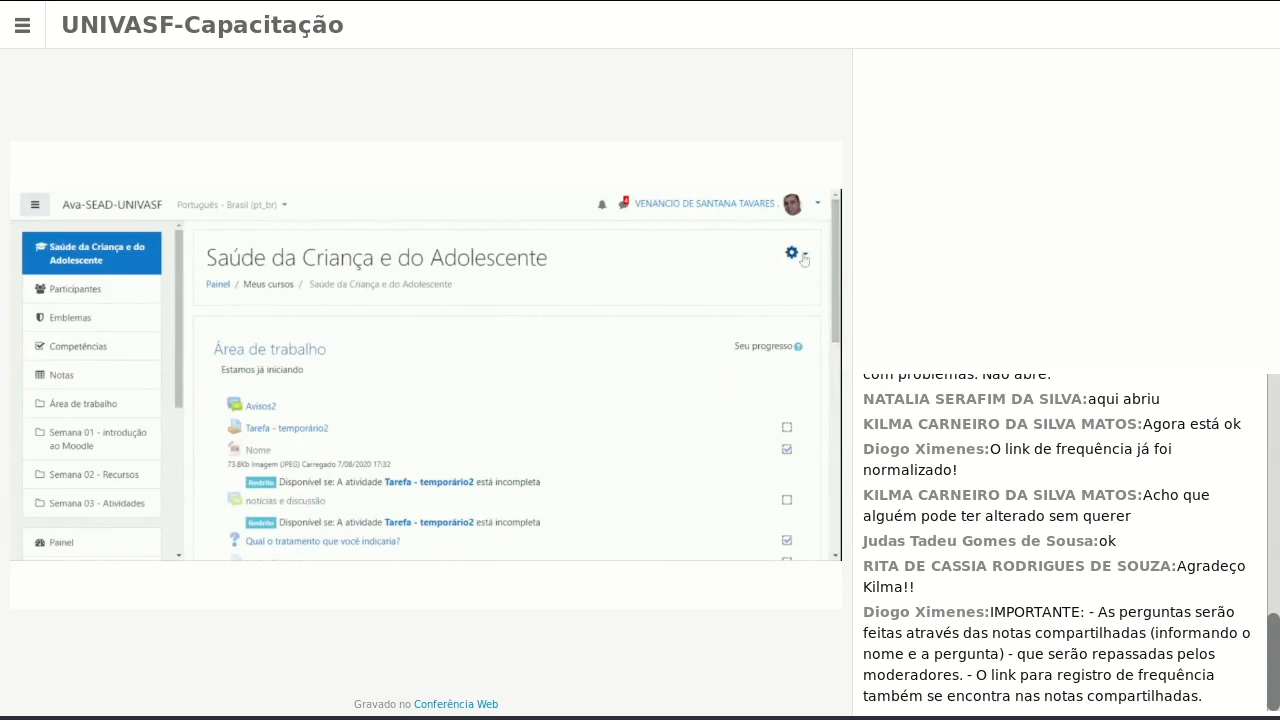 UNIVASF-Capacitação
Ava-SEAD-UNIVASF
Português - Brasil (pt_br)
4
VENANCIO DE SANTANA TAVARES .
Saúde da Criança e do
Adolescente
Participantes
Emblemas
Competências
Notas
Área de trabalho
Semana 01 - introdução
ao Moodle
Semana 02 - Recursos
Semana 03 - Atividades
Painel
Saúde da Criança e do Adolescente
Painel / Meus cursos / Saúde da Criança e do Adolescente
Área de trabalho
Seu progresso
Estamos já iniciando
Avisos2
Tarefa - temporário2
Nome
73.8Kb Imagem (JPEG) Carregado 7/08/2020 17:32
Restrito Disponível se: A atividade Tarefa - temporário2 está incompleta
notícias e discussão
Restrito Disponível se: A atividade Tarefa - temporário2 está incompleta
Qual o tratamento que você indicaria?
Gravado no Conferência Web
com problemas. Não abre.
NATALIA SERAFIM DA SILVA:aqui abriu
KILMA CARNEIRO DA SILVA MATOS:Agora está ok
Diogo Ximenes:O link de frequência já foi
normalizado!
KILMA CARNEIRO DA SILVA MATOS:Acho que
alguém pode ter alterado sem querer
Judas Tadeu Gomes de Sousa:ok
RITA DE CASSIA RODRIGUES DE SOUZA:Agradeço
Kilma!!
Diogo Ximenes:IMPORTANTE: - As perguntas serão
feitas através das notas compartilhadas (informando o
nome e a pergunta) - que serão repassadas pelos
moderadores. - O link para registro de frequência
também se encontra nas notas compartilhadas.